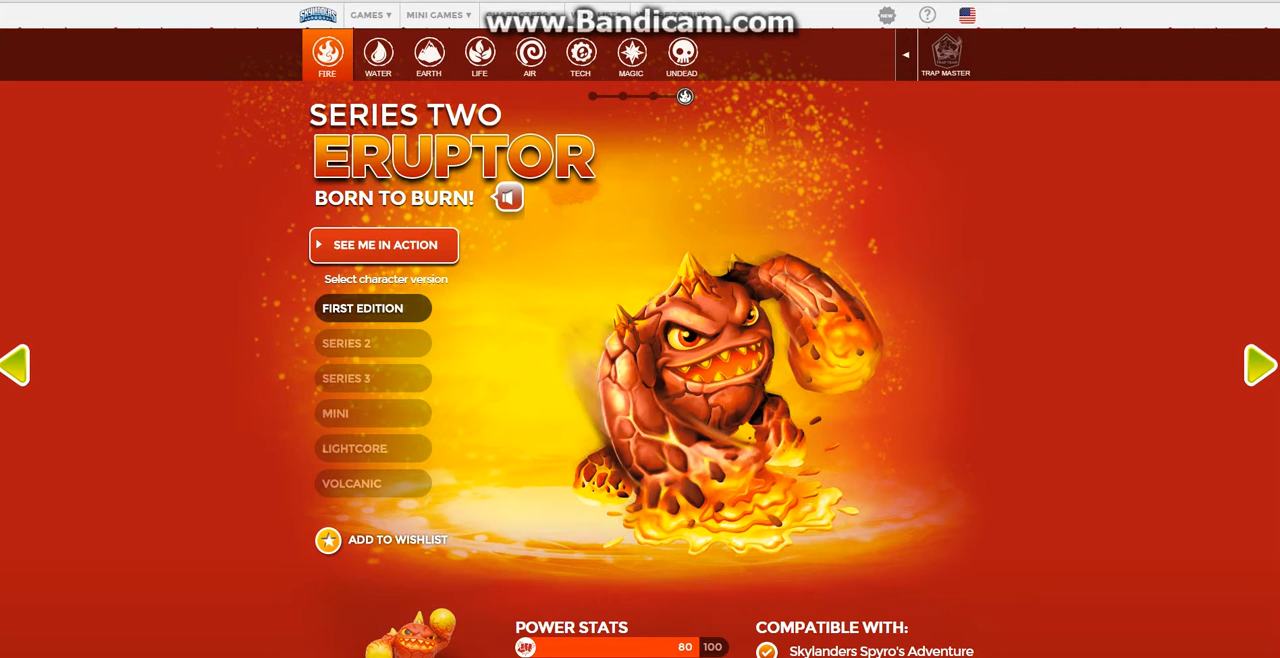 SKYLANDERS
GAMES ▾
MINI GAMES ▾
www.Bandicam.com
NEW
?
FIRE
WATER
EARTH
LIFE
AIR
TECH
MAGIC
UNDEAD
TRAP MASTER
SERIES TWO
ERUPTOR
BORN TO BURN!
SEE ME IN ACTION
Select character version
FIRST EDITION
SERIES 2
SERIES 3
MINI
LIGHTCORE
VOLCANIC
ADD TO WISHLIST
POWER STATS
80 100
COMPATIBLE WITH:
Skylanders Spyro's Adventure